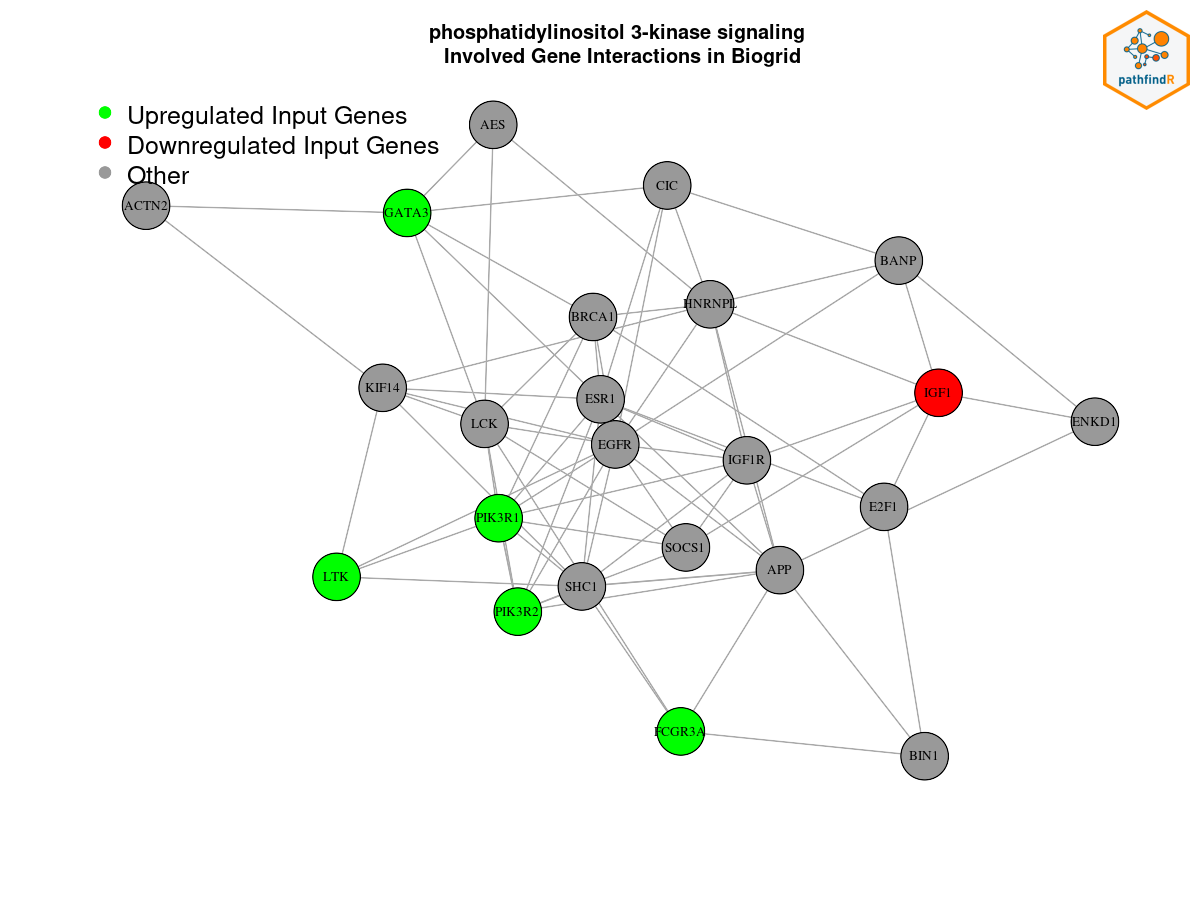 phosphatidylinositol 3-kinase signaling
Involved Gene Interactions in Biogrid
pathfindR
Upregulated Input Genes
Downregulated Input Genes
Other
AES
CIC
ACTN2
GATA3
BANP
HNRNPL
BRCA1
KIF14
ESR1
IGF1
LCK
ENKD1
EGFR
IGF1R
E2F1
PIK3R1
SOCS1
LTK
SHC1
APP
PIK3R2
FCGR3A
BIN1